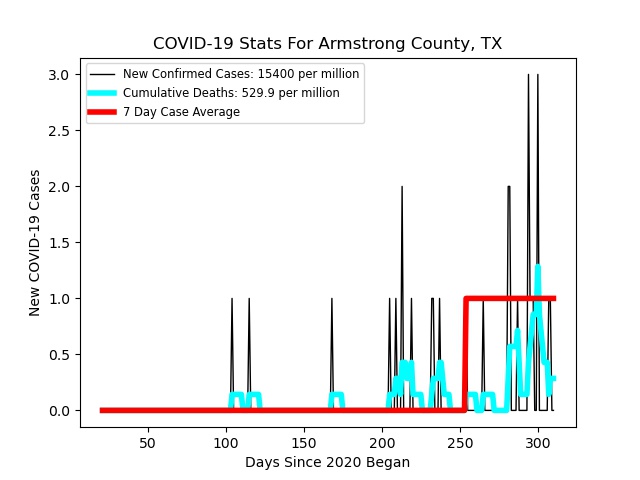 COVID-19 Stats For Armstrong County, TX
New Confirmed Cases: 15400 per million
Cumulative Deaths: 529.9 per million
7 Day Case Average
New COVID-19 Cases
3.0
2.5
2.0
1.5
1.0
0.5
0.0
50 100 150 200 250 300
Days Since 2020 Began